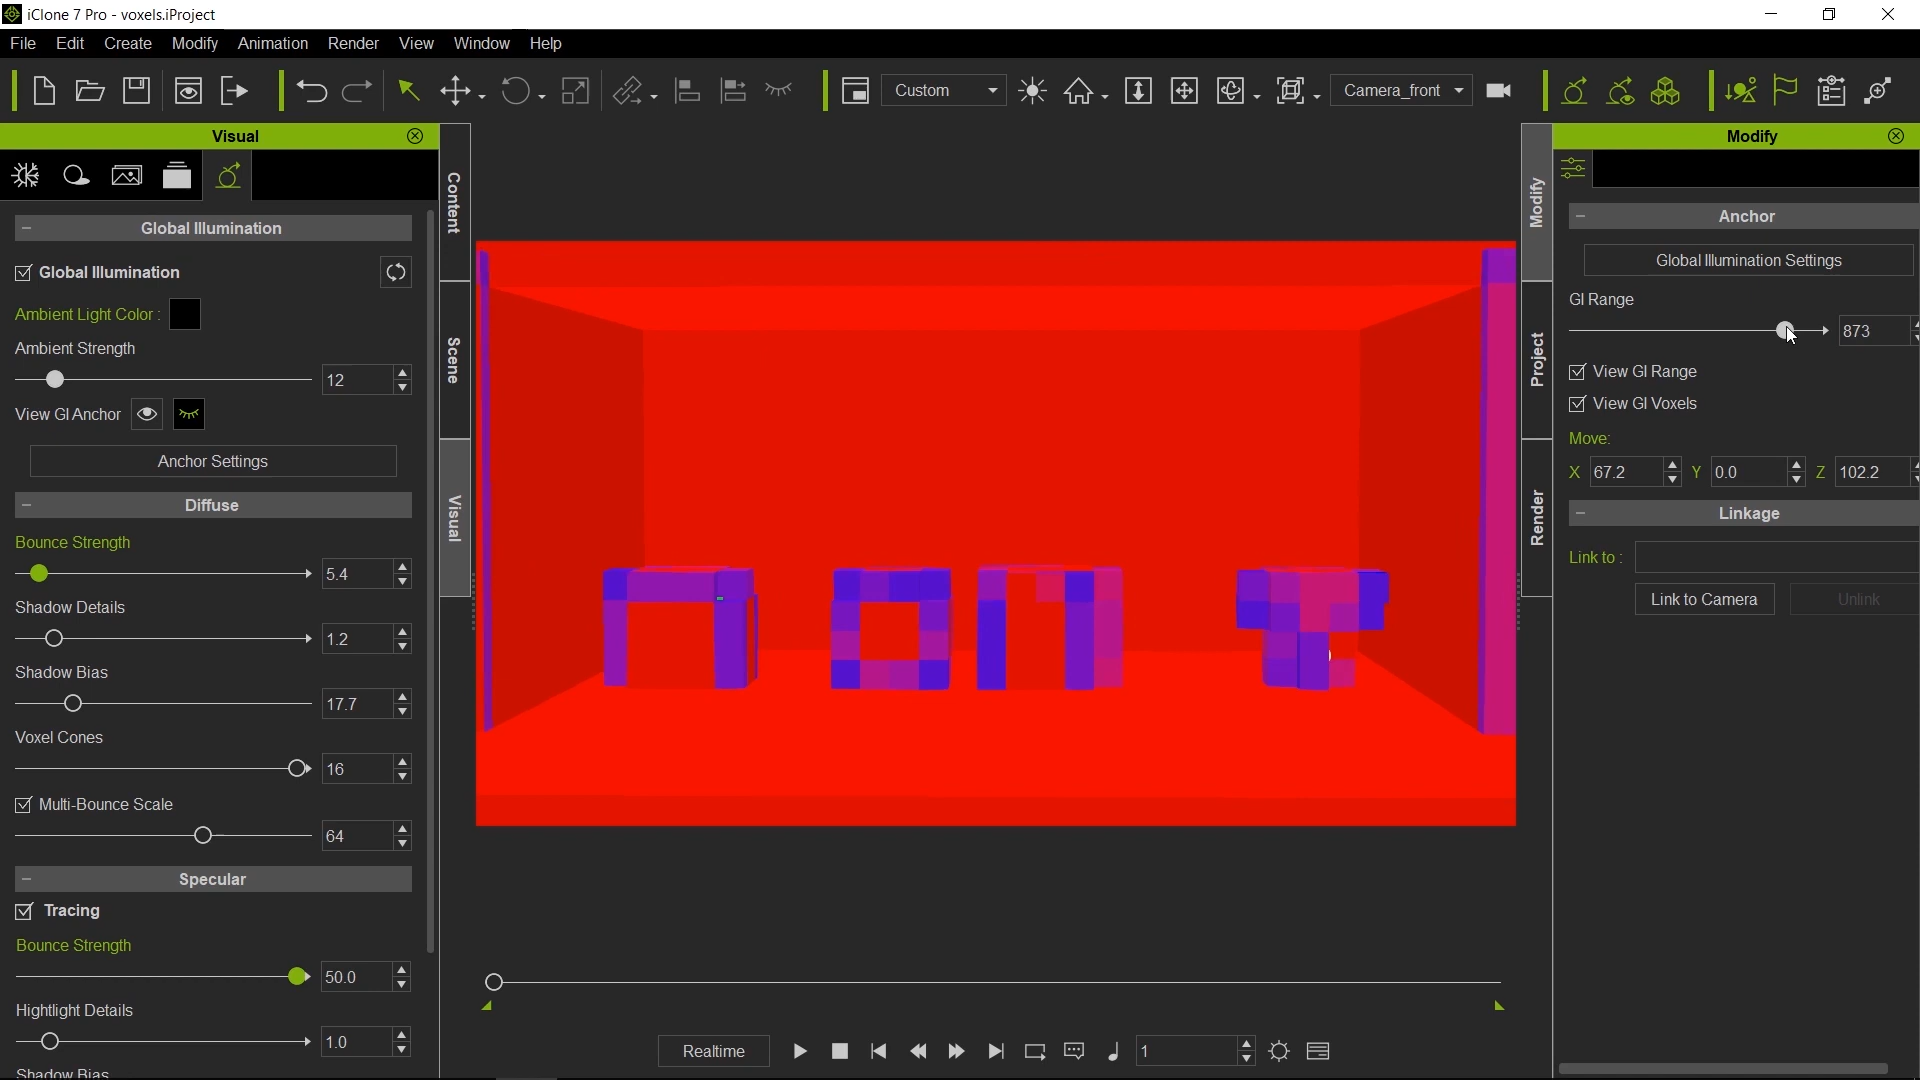 iClone 7 Pro - voxels.iProject
File Edit Create Modify Animation Render View Window Help
Custom Camera_front
Visual
Global Illumination
Global Illumination
Ambient Light Color :
Ambient Strength
12
View GI Anchor
Anchor Settings
Diffuse
Bounce Strength
5.4
Shadow Details
1.2
Shadow Bias
17.7
Voxel Cones
16
Multi-Bounce Scale
64
Specular
Tracing
Bounce Strength
50.0
Hightlight Details
1.0
Shadow Bias
Content
Scene
Visual
Realtime
1
Modify
Project
Render
Modify
Anchor
Global Illumination Settings
GI Range
873
View GI Range
View GI Voxels
Move:
X 67.2 Y 0.0 Z 102.2
Linkage
Link to :
Link to Camera Unlink